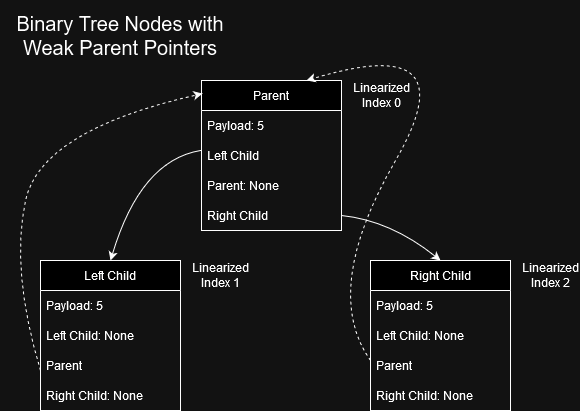 Binary Tree Nodes with
Weak Parent Pointers
Parent
Linearized
Index 0
Payload: 5
Left Child
Parent: None
Right Child
Left Child
Linearized
Index 1
Payload: 5
Left Child: None
Parent
Right Child: None
Right Child
Linearized
Index 2
Payload: 5
Left Child: None
Parent
Right Child: None